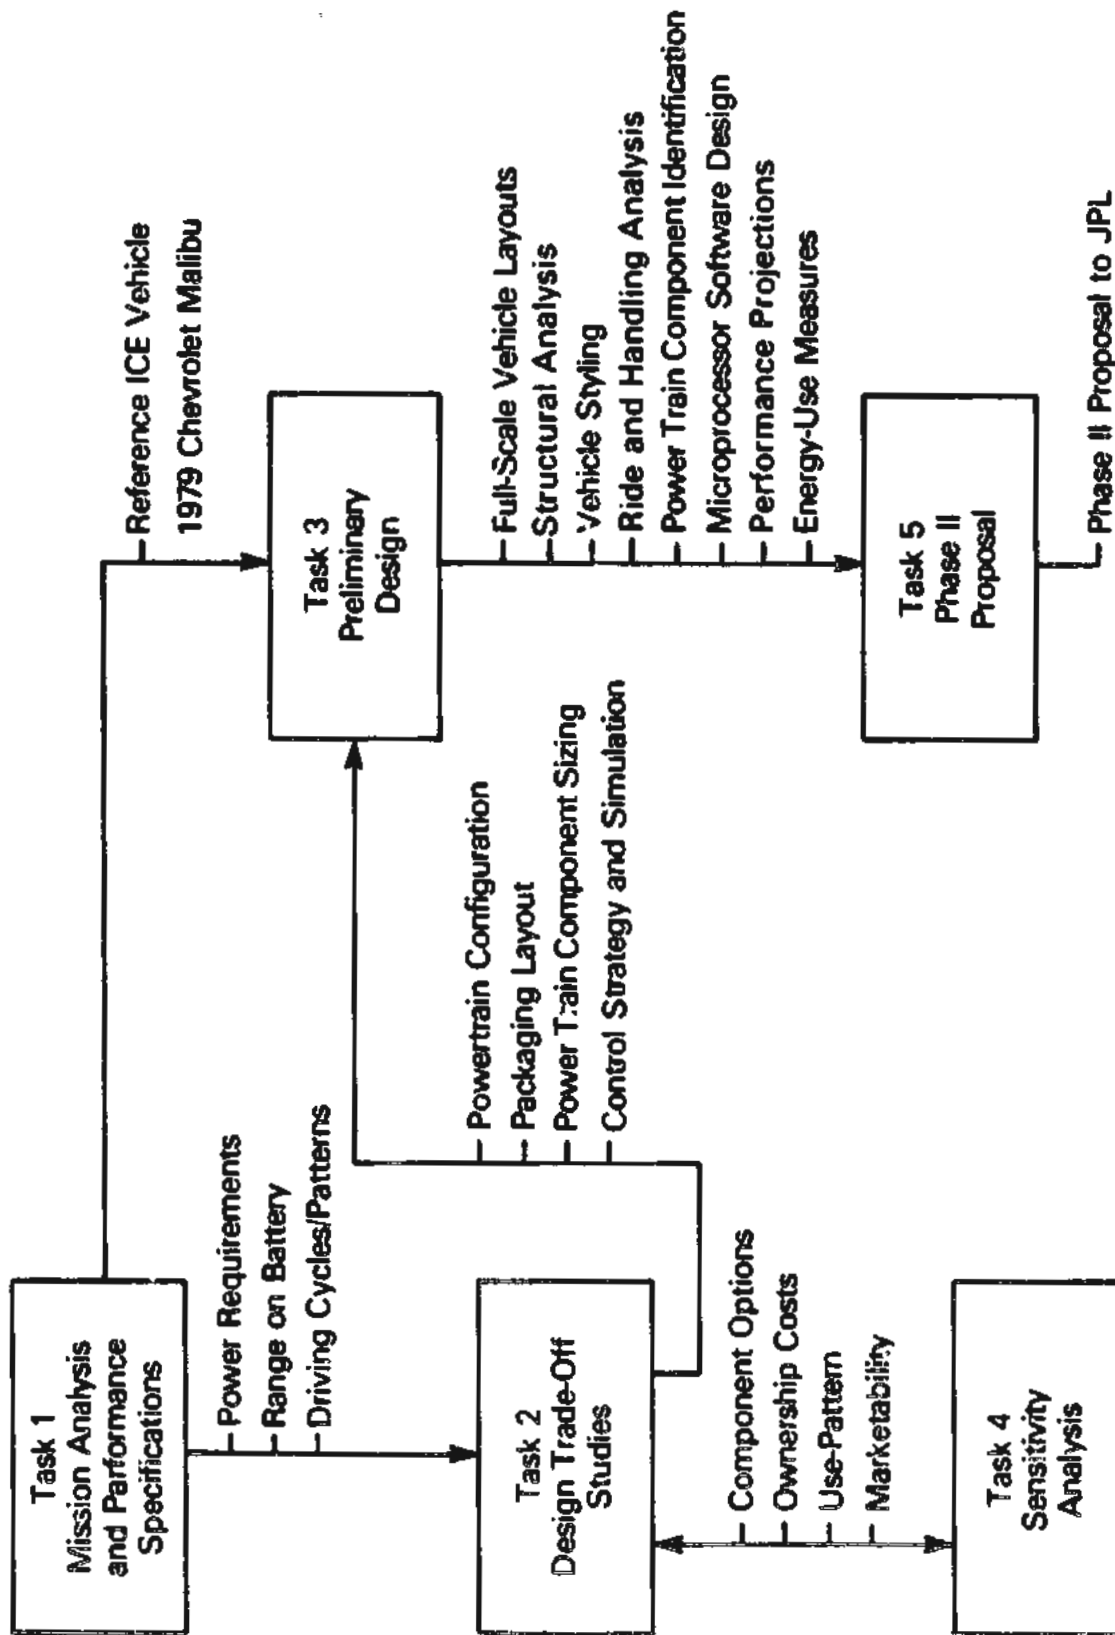 Task 1
Mission Analysis
and Parformance
Specifications
Power Requirements
Range on Battery
Driving Cycles/Patterns
Task 2
Design Trade-Off
Studies
Component Options
Ownership Costs
Use-Pattern
Marketability
Task 4
Sensitivity
Analysis
Powertrain Configuration
Packaging Layout
Power Train Component Sizing
Control Strategy and Simulation
Reference ICE Vehicle
1979 Chevrolet Malibu
Task 3
Preliminary
Design
Full-Scale Vehicle Layouts
Structural Analysis
Vehicle Styling
Ride and Handling Analysis
Power Train Component Identification
Microprocessor Software Design
Performance Projections
Energy-Use Measures
Task 5
Phase II
Proposal
Phase II Proposal to JPL